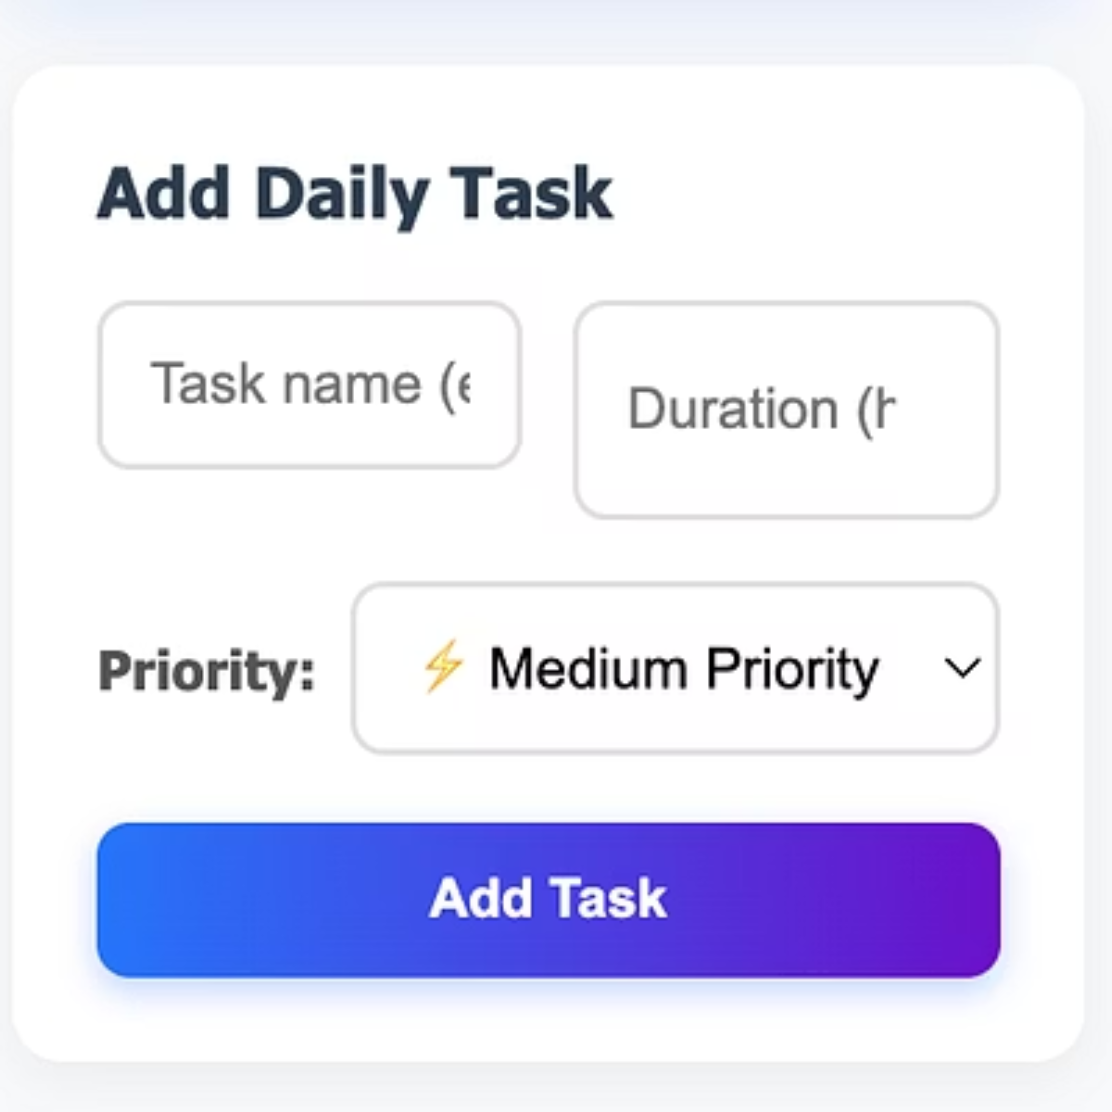 Add Daily Task
Task name (
Duration (h
Priority:
⚡ Medium Priority
Add Task